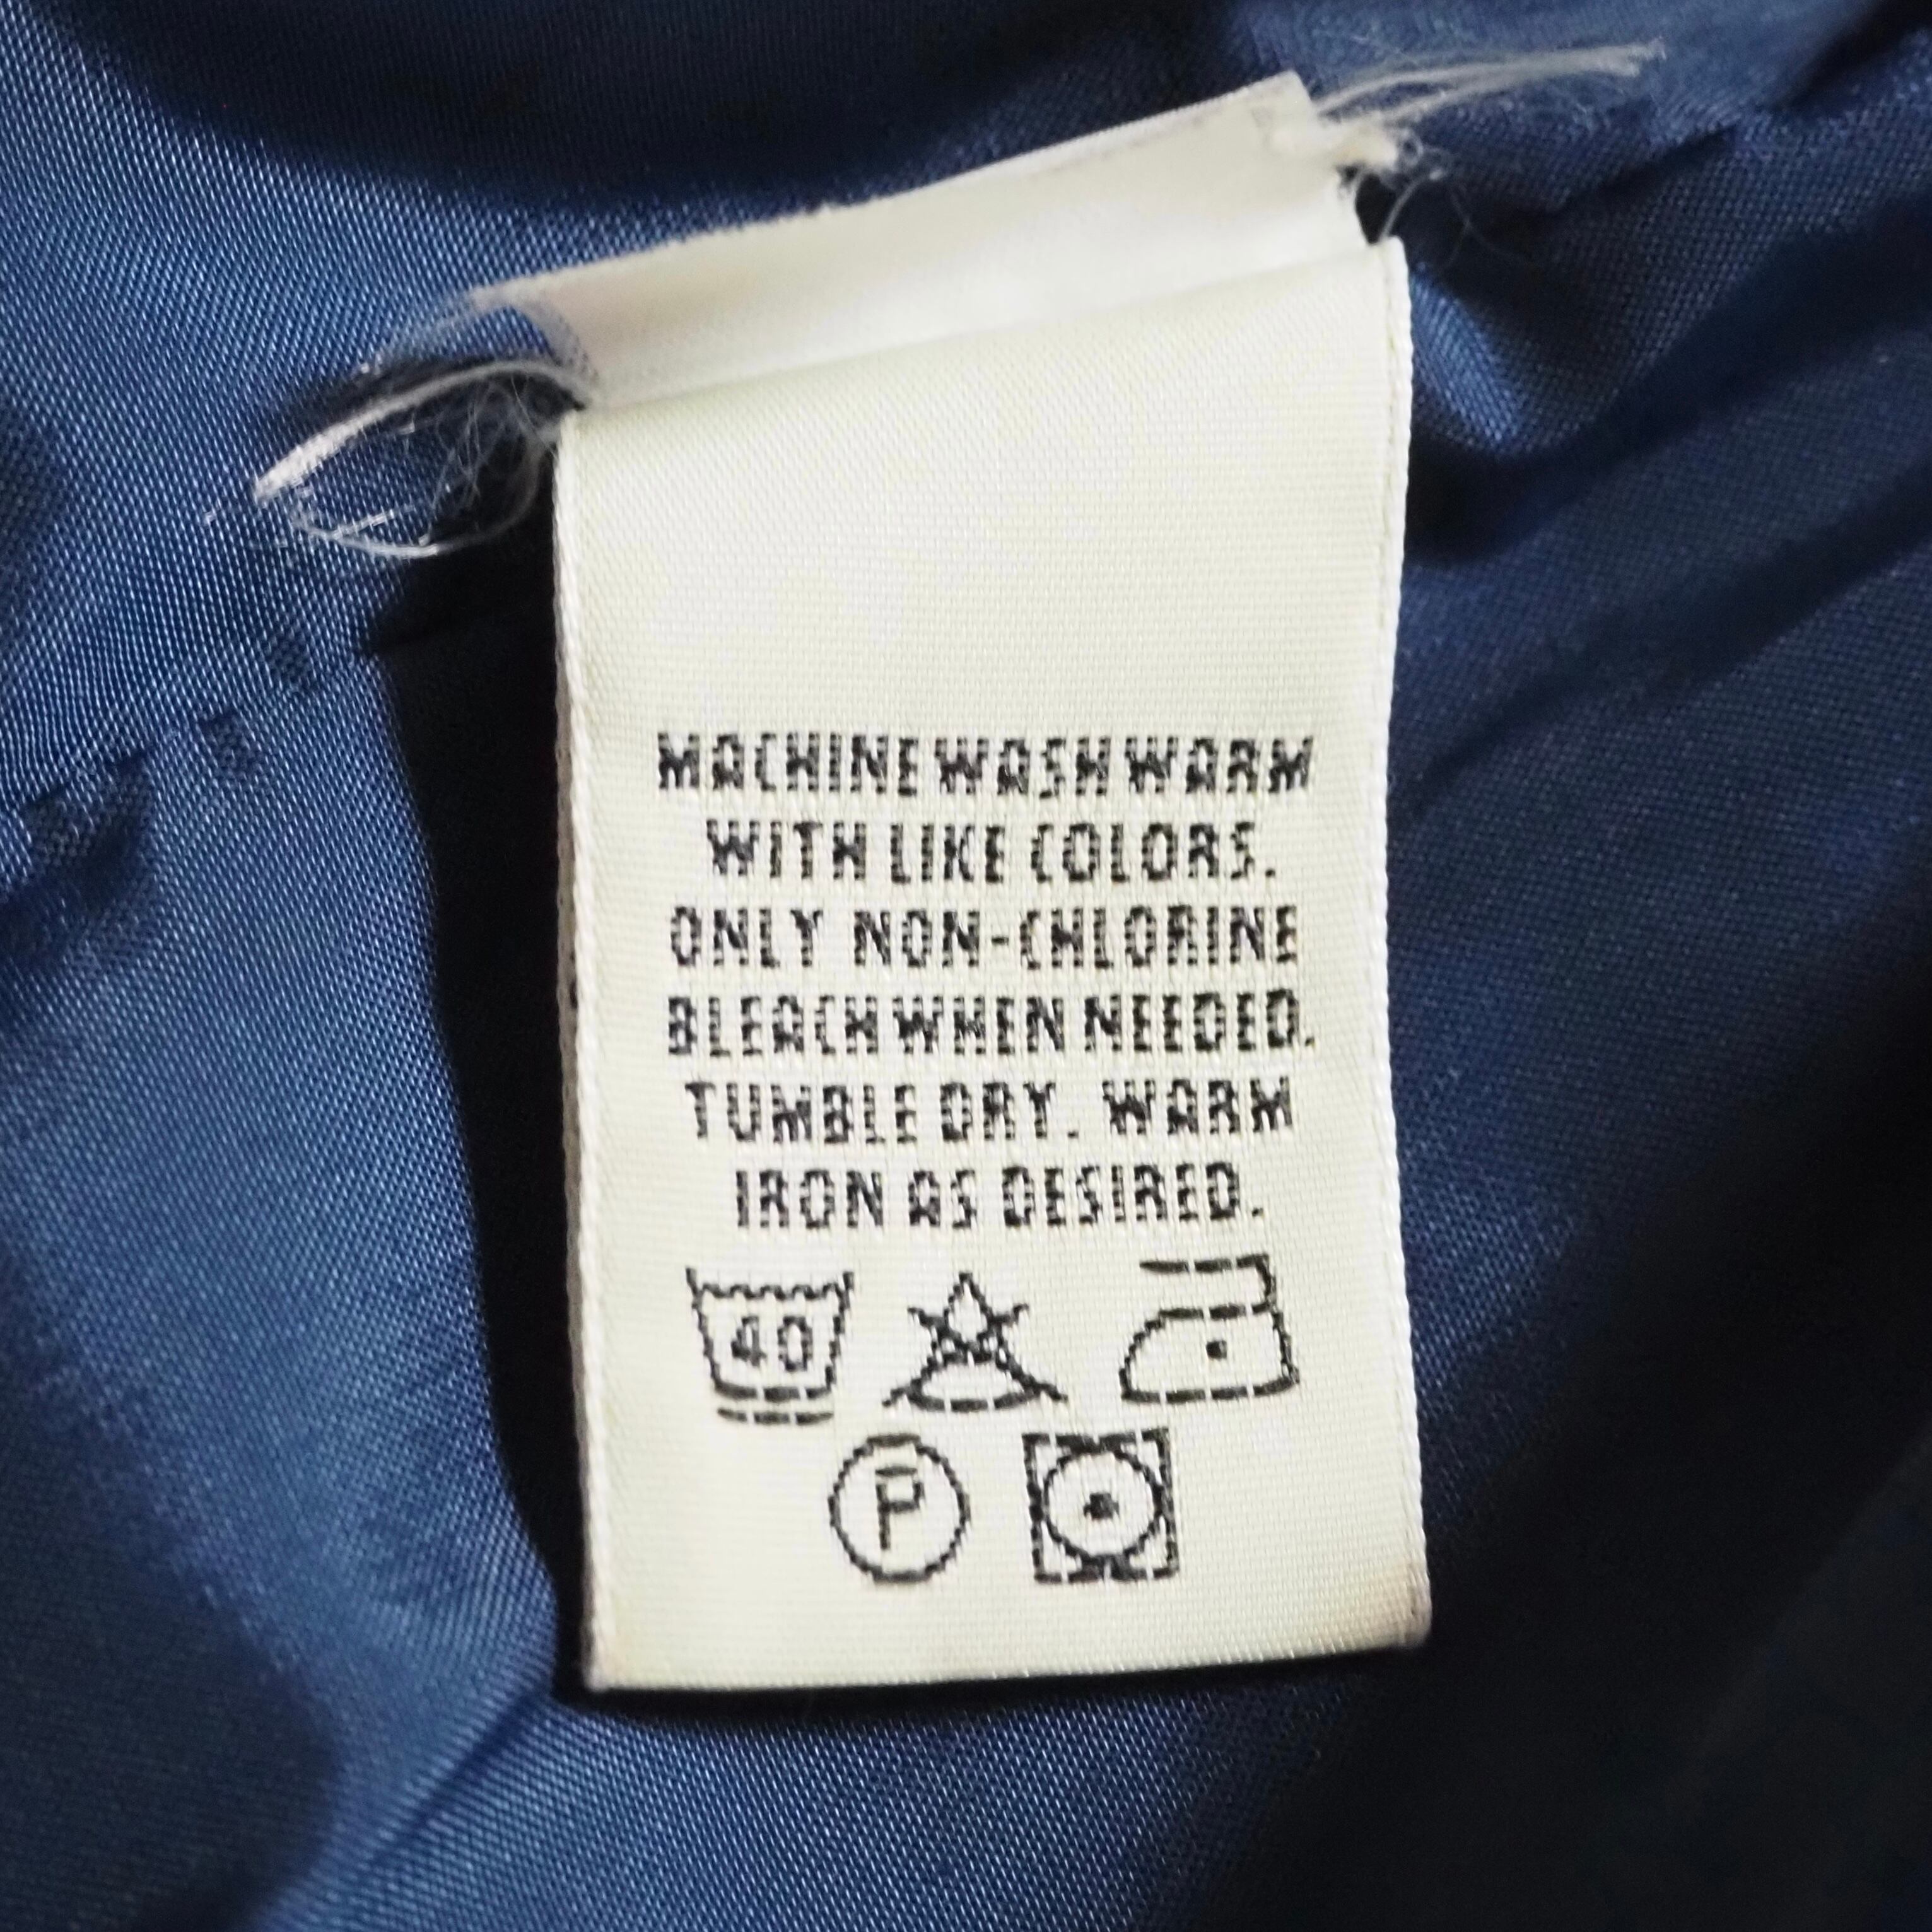 MACHINE WASH WARM
WITH LIKE COLORS.
ONLY NON-CHLORINE
BLEACH WHEN NEEDED.
TUMBLE DRY. WARM
IRON AS DESIRED.
40
P